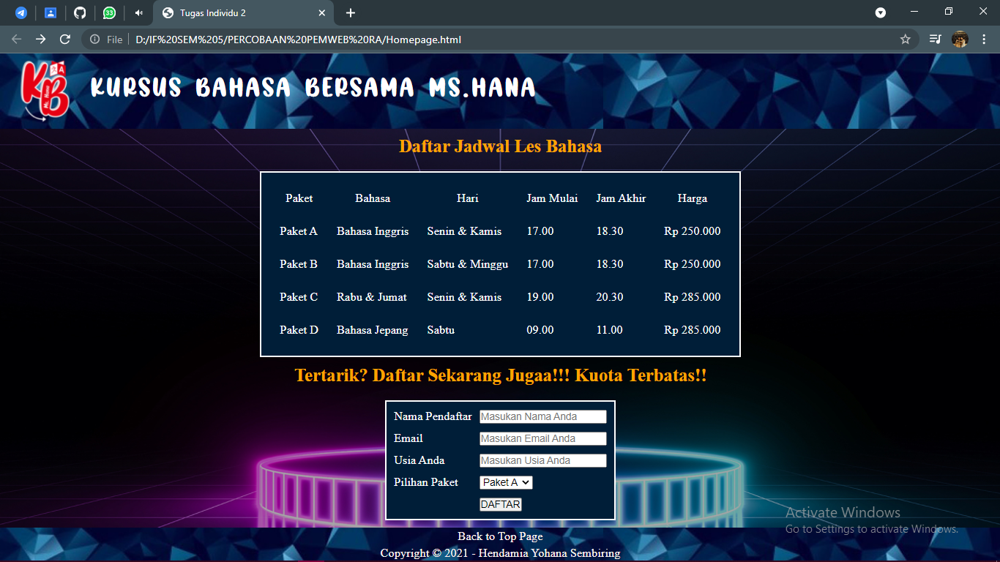 33
Tugas Individu 2
File D:/IF%20SEM%205/PERCOBAAN%20PEMWEB%20RA/Homepage.html
KB
KURSUS BAHASA BERSAMA MS.HANA
Daftar Jadwal Les Bahasa
Paket Bahasa Hari Jam Mulai Jam Akhir Harga
Paket A Bahasa Inggris Senin & Kamis 17.00 18.30 Rp 250.000
Paket B Bahasa Inggris Sabtu & Minggu 17.00 18.30 Rp 250.000
Paket C Rabu & Jumat Senin & Kamis 19.00 20.30 Rp 285.000
Paket D Bahasa Jepang Sabtu 09.00 11.00 Rp 285.000
Tertarik? Daftar Sekarang Jugaa!!! Kuota Terbatas!!
Nama Pendaftar Masukan Nama Anda
Email Masukan Email Anda
Usia Anda Masukan Usia Anda
Pilihan Paket Paket A
DAFTAR
Activate Windows
Go to Settings to activate Windows.
Back to Top Page
Copyright © 2021 - Hendamia Yohana Sembiring